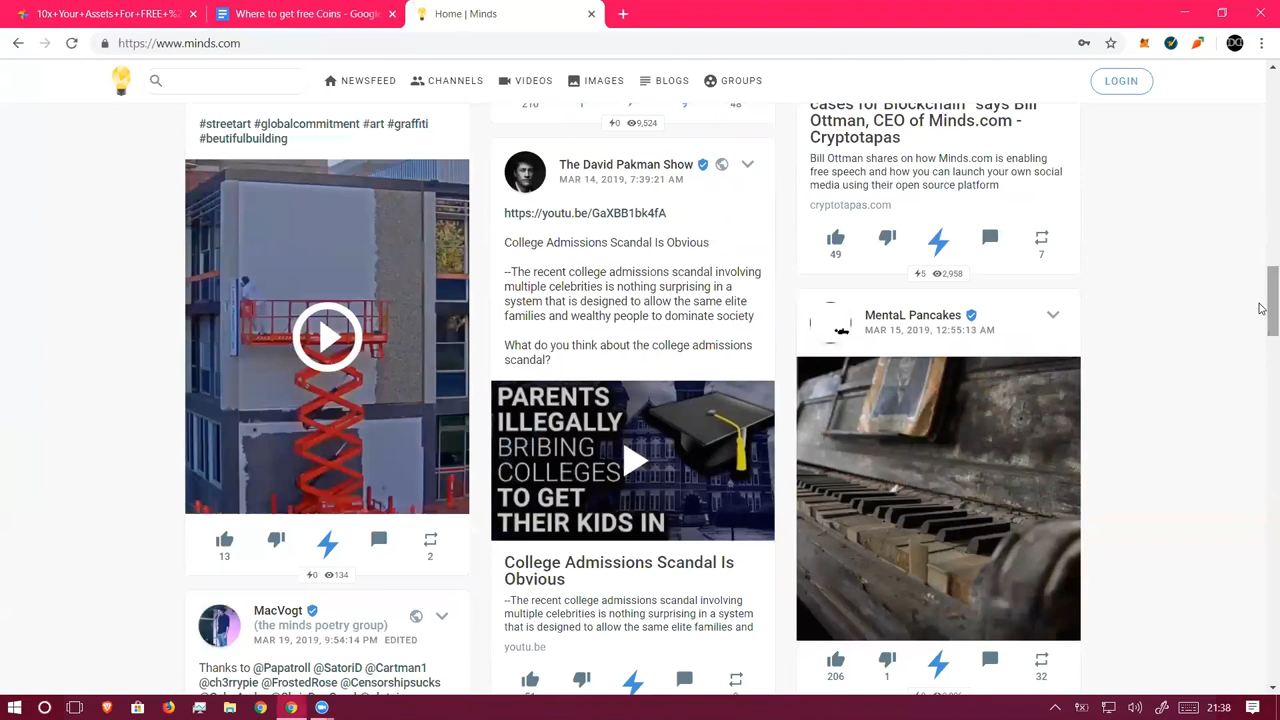 10x+Your+Assets+For+FREE+%2
Where to get free Coins - Google
Home | Minds
https://www.minds.com
NEWSFEED
CHANNELS
VIDEOS
IMAGES
BLOGS
GROUPS
LOGIN
#streetart #globalcommitment #art #graffiti
#beutifulbuilding
13
2
0 134
MacVogt
(the minds poetry group)
MAR 19, 2019, 9:54:14 PM EDITED
Thanks to @Papatroll @SatoriD @Cartman1
@ch3rrypie @FrostedRose @Censorshipsucks
48
0 9,524
The David Pakman Show
MAR 14, 2019, 7:39:21 AM
https://youtu.be/GaXBB1bk4fA
College Admissions Scandal Is Obvious
--The recent college admissions scandal involving
multiple celebrities is nothing surprising in a
system that is designed to allow the same elite
families and wealthy people to dominate society
What do you think about the college admissions
scandal?
PARENTS
ILLEGALLY
BRIBING
COLLEGES
TO GET
THEIR KIDS IN
College Admissions Scandal Is
Obvious
--The recent college admissions scandal involving
multiple celebrities is nothing surprising in a system
that is designed to allow the same elite families and
youtu.be
cases for Blockchain" says Bill
Ottman, CEO of Minds.com -
Cryptotapas
Bill Ottman shares on how Minds.com is enabling
free speech and how you can launch your own social
media using their open source platform
cryptotapas.com
49
7
5 2,958
MentaL Pancakes
MAR 15, 2019, 12:55:13 AM
206
1
32
21:38